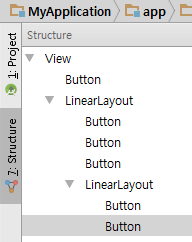 MyApplication app
1: Project
7: Structure
Structure
View
Button
LinearLayout
Button
Button
Button
LinearLayout
Button
Button